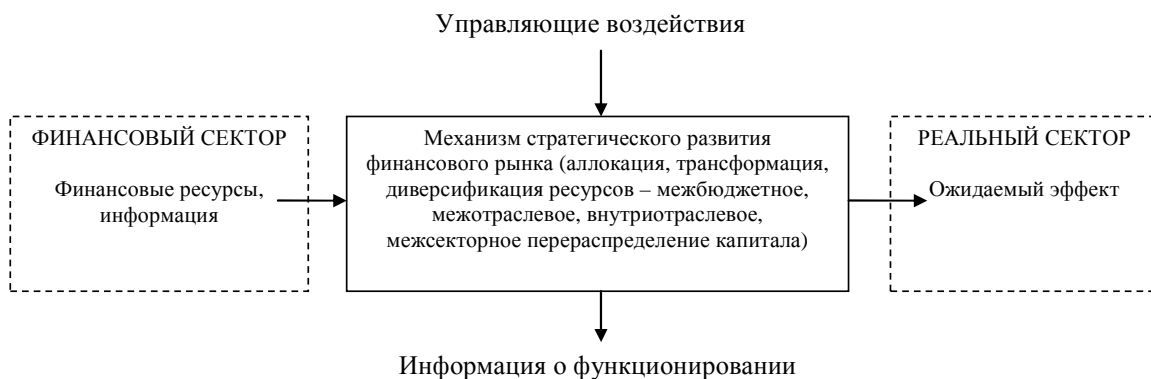 Управляющие воздействия
ФИНАНСОВЫЙ СЕКТОР
Финансовые ресурсы,
информация
Механизм стратегического развития
финансового рынка (аллокация, трансформация,
диверсификация ресурсов – межбюджетное,
межотраслевое, внутриотраслевое,
межсекторное перераспределение капитала)
РЕАЛЬНЫЙ СЕКТОР
Ожидаемый эффект
Информация о функционировании